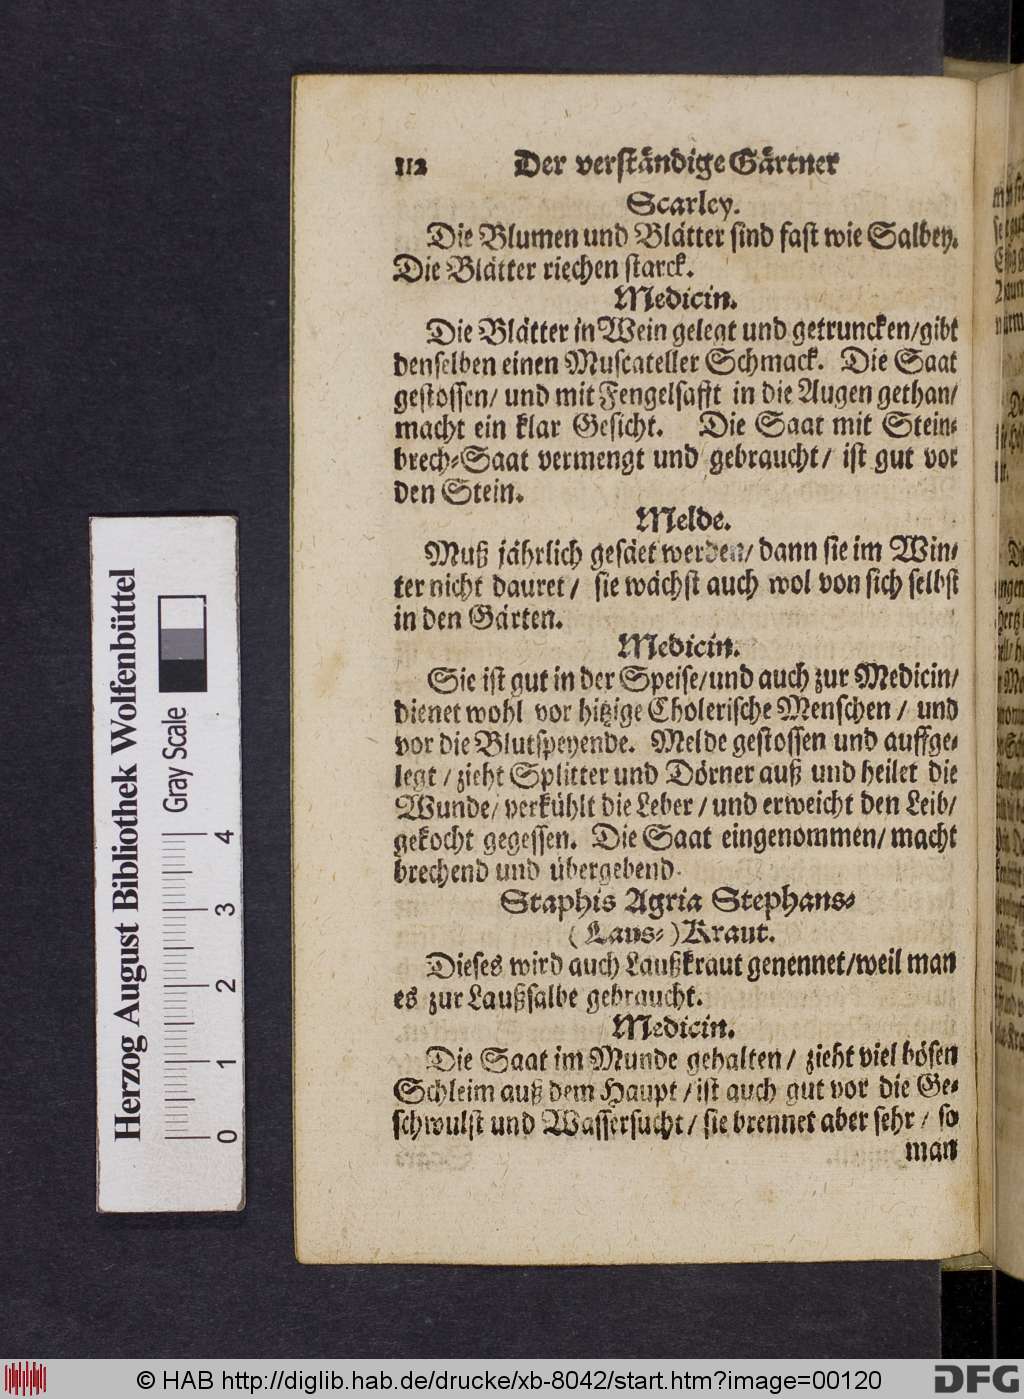 112 Der verständige Gärtner
Scarley.
Die Blumen und Blätter sind fast wie Salbey.
Die Blätter riechen starck.
Medicin.
Die Blätter in Wein gelegt und getruncken/gibt
denselben einen Muscateller Schmack. Die Saat
gestossen/ und mit Fengelsafft in die Augen gethan/
macht ein klar Gesicht. Die Saat mit Stein-
brech-Saat vermengt und gebraucht/ ist gut vor
den Stein.
Melde.
Muß jährlich gesäet werden/ dann sie im Win-
ter nicht dauret / sie wächst auch wol von sich selbst
in den Gärten.
Medicin.
Sie ist gut in der Speise/und auch zur Medicin/
dienet wohl vor hitzige Cholerische Menschen / und
vor die Blutspeyende. Melde gestossen und auffge-
legt / zieht Splitter und Dörner auß und heilet die
Wunde/ verkühlt die Leber / und erweicht den Leib/
gekocht gegessen. Die Saat eingenommen/ macht
brechend und übergebend.
Staphis Agria Stephans-
(Laus-) Kraut.
Dieses wird auch Laußkraut genennet/weil man
es zur Laußsalbe gebraucht.
Medicin.
Die Saat im Munde gehalten / zieht viel bösen
Schleim auß dem Haupt / ist auch gut vor die Ge-
schwulst und Wassersucht / sie brennet aber sehr / so
man
Herzog August Bibliothek Wolfenbüttel
Gray Scale
0 1 2 3 4
© HAB http://diglib.hab.de/drucke/xb-8042/start.htm?image=00120
DFG